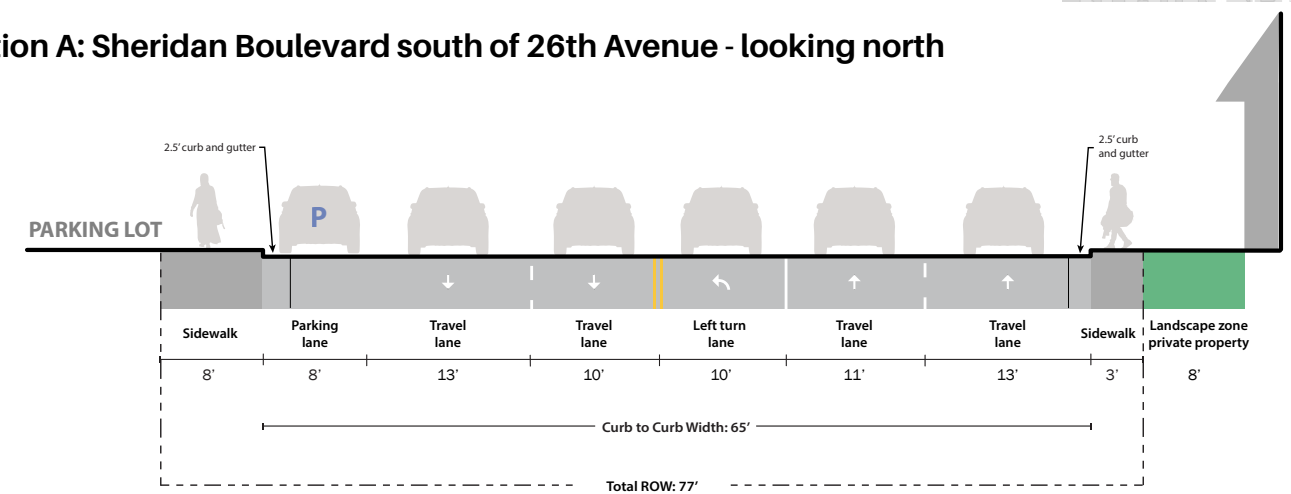 tion A: Sheridan Boulevard south of 26th Avenue - looking north
2.5’ curb and gutter
2.5’ curb
and gutter
PARKING LOT
P
Sidewalk
Parking
lane
Travel
lane
Travel
lane
Left turn
lane
Travel
lane
Travel
lane
Sidewalk
Landscape zone
private property
8’
8’
13’
10’
10’
11’
13’
3’
8’
Curb to Curb Width: 65’
Total ROW: 77’